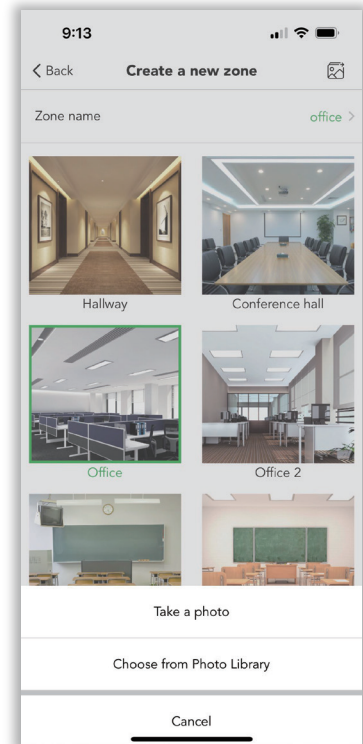 9:13
Back
Create a new zone
Zone name
office
Hallway
Conference hall
Office
Office 2
Take a photo
Choose from Photo Library
Cancel